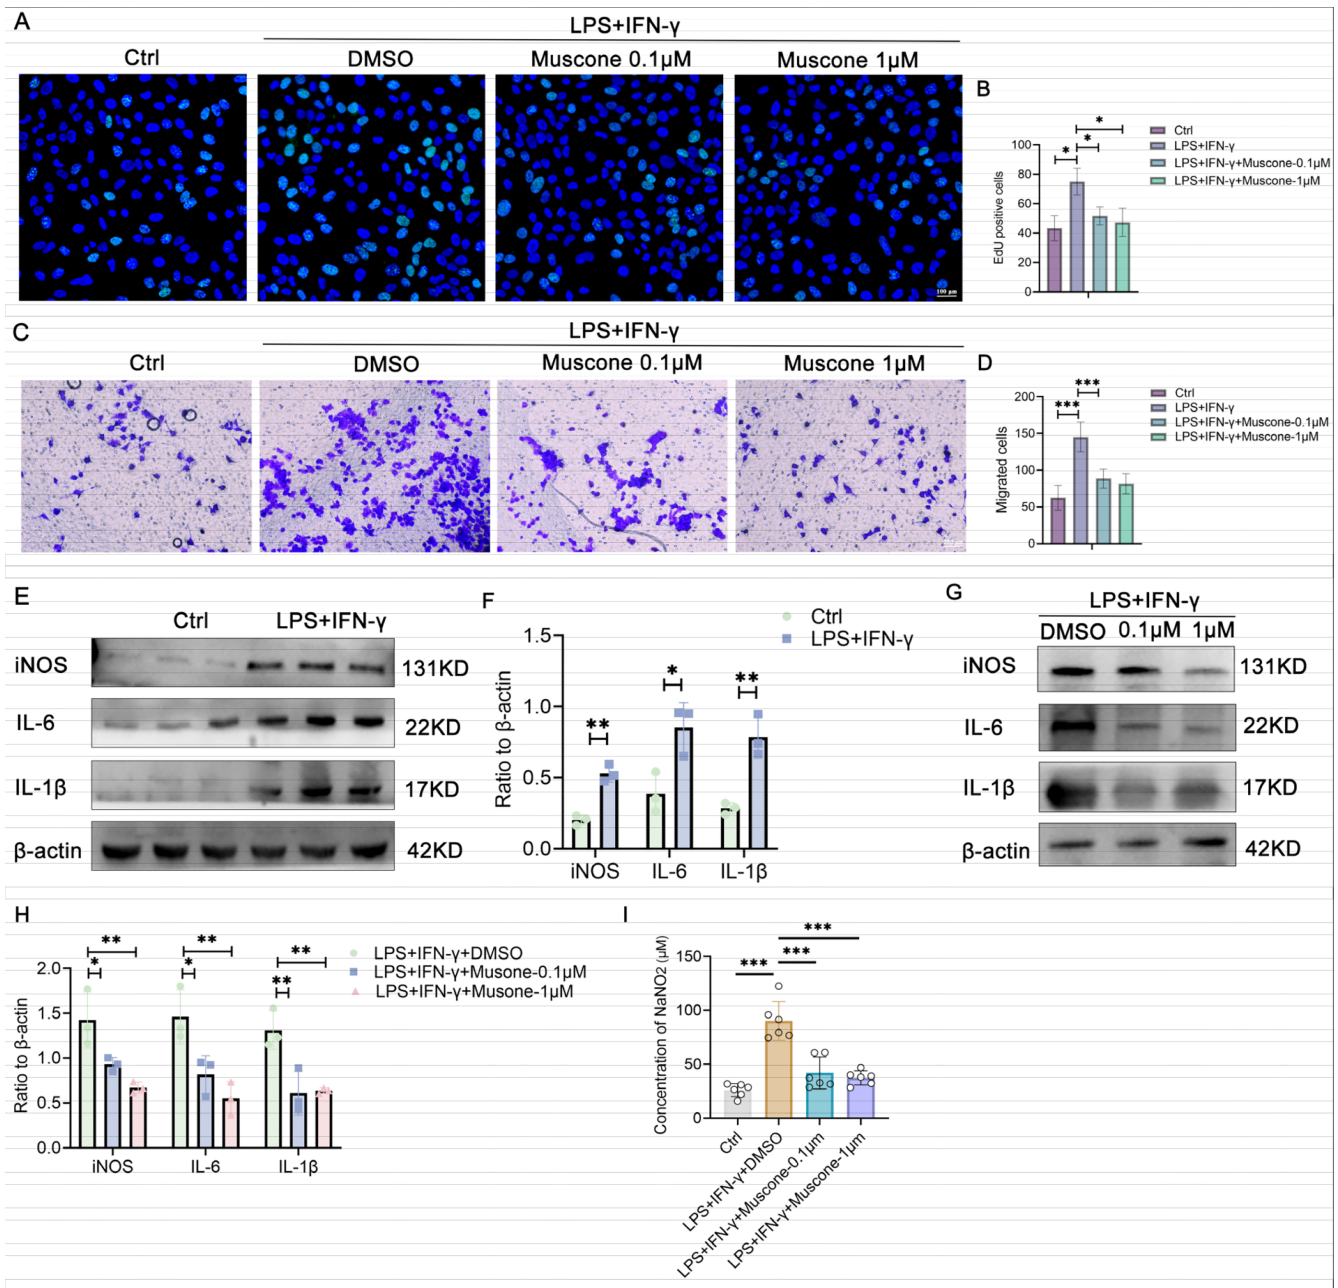 A
LPS+IFN-γ
Ctrl DMSO Muscone 0.1μM Muscone 1μM
100 μm
B
Ctrl
LPS+IFN-γ
LPS+IFN-γ+Muscone-0.1μM
LPS+IFN-γ+Muscone-1μM
* * *
EdU positive cells
100
80
60
40
20
0
C
LPS+IFN-γ
Ctrl DMSO Muscone 0.1μM Muscone 1μM
D
Ctrl
LPS+IFN-γ
LPS+IFN-γ+Muscone-0.1μM
LPS+IFN-γ+Muscone-1μM
*** ***
Migrated cells
200
150
100
50
0
E
Ctrl LPS+IFN-γ
iNOS 131KD
IL-6 22KD
IL-1β 17KD
β-actin 42KD
F
Ctrl
LPS+IFN-γ
** * **
Ratio to β-actin
1.5
1.0
0.5
0.0
iNOS IL-6 IL-1β
G
LPS+IFN-γ
DMSO 0.1μM 1μM
iNOS 131KD
IL-6 22KD
IL-1β 17KD
β-actin 42KD
H
LPS+IFN-γ+DMSO
LPS+IFN-γ+Musone-0.1μM
LPS+IFN-γ+Musone-1μM
** ** **
* * **
Ratio to β-actin
2.0
1.5
1.0
0.5
0.0
iNOS IL-6 IL-1β
I
***
*** ***
Concentration of NaNO2 (μM)
150
100
50
0
Ctrl
LPS+IFN-γ+DMSO
LPS+IFN-γ+Muscone-0.1μm
LPS+IFN-γ+Muscone-1μm